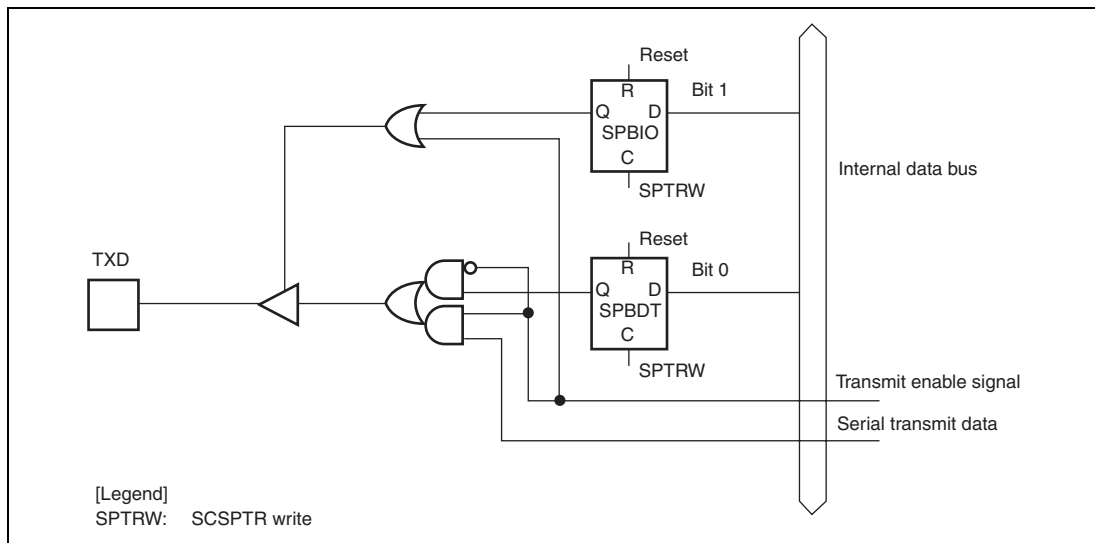 Reset
R
Bit 1
Q D
SPBIO
C
SPTRW
Internal data bus
Reset
TXD
R
Bit 0
Q D
SPBDT
C
SPTRW
Transmit enable signal
Serial transmit data
[Legend]
SPTRW: SCSPTR write